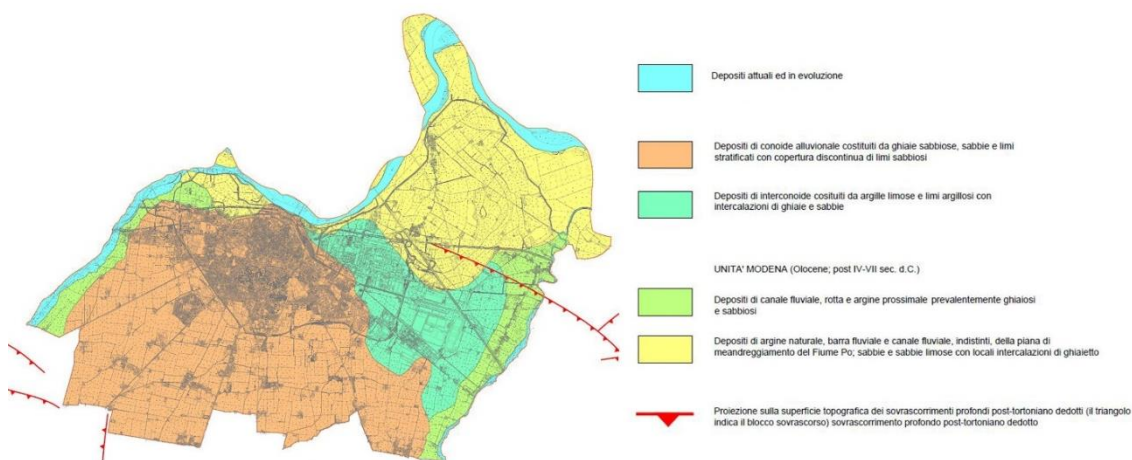 Depositi attuali ed in evoluzione
Depositi di conoide alluvionale costituiti da ghiaie sabbiose, sabbie e limi
stratificati con copertura discontinua di limi sabbiosi
Depositi di interconoide cosituiti da argille limose e limi argillosi con
intercalazioni di ghiaie e sabbie
UNITA' MODENA (Olocene; post IV-VII sec. d.C.)
Depositi di canale fluviale, rotta e argine prossimale prevalentemente ghiaiosi
e sabbiosi
Depositi di argine naturale, barra fluviale e canale fluviale, indistinti, della piana di
meandreggiamento del Fiume Po; sabbie e sabbie limose con locali intercalazioni di ghiaietto
Proiezione sulla superficie topografica dei sovrascorrimenti profondi post-tortoniano dedotti (il triangolo
indica il blocco sovrascorso) sovrascorrimento profondo post-tortoniano dedotto